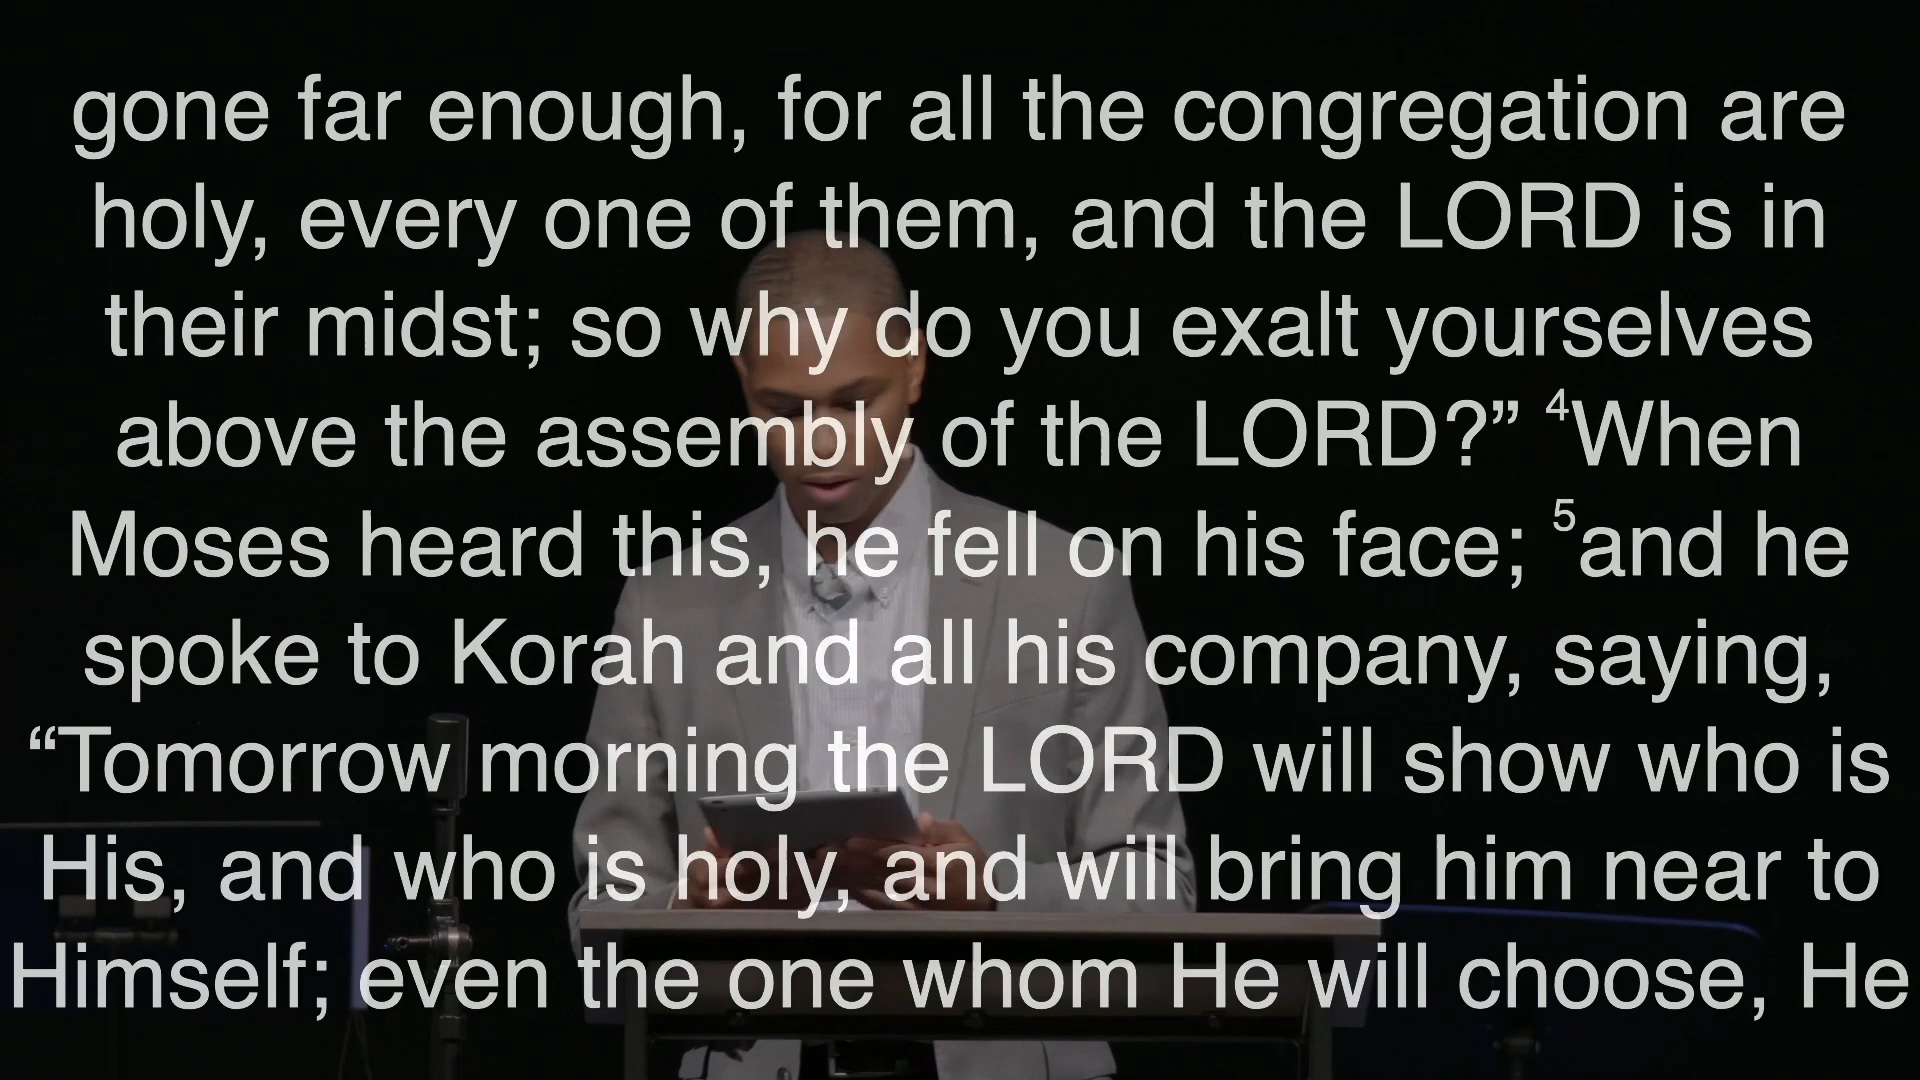 gone far enough, for all the congregation are
holy, every one of them, and the LORD is in
their midst; so why do you exalt yourselves
above the assembly of the LORD?” ⁴When
Moses heard this, he fell on his face; ⁵and he
spoke to Korah and all his company, saying,
“Tomorrow morning the LORD will show who is
His, and who is holy, and will bring him near to
Himself; even the one whom He will choose, He